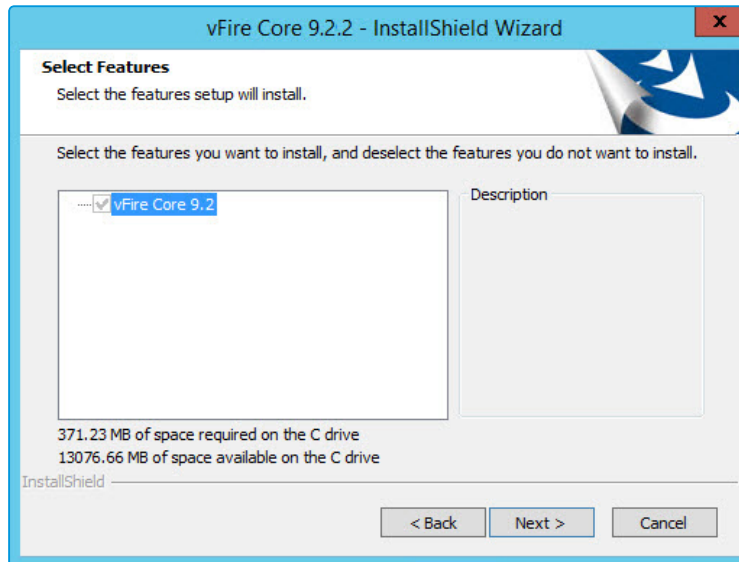 vFire Core 9.2.2 - InstallShield Wizard
x
Select Features
Select the features setup will install.
Select the features you want to install, and deselect the features you do not want to install.
vFire Core 9.2
Description
371.23 MB of space required on the C drive
13076.66 MB of space available on the C drive
InstallShield
< Back
Next >
Cancel